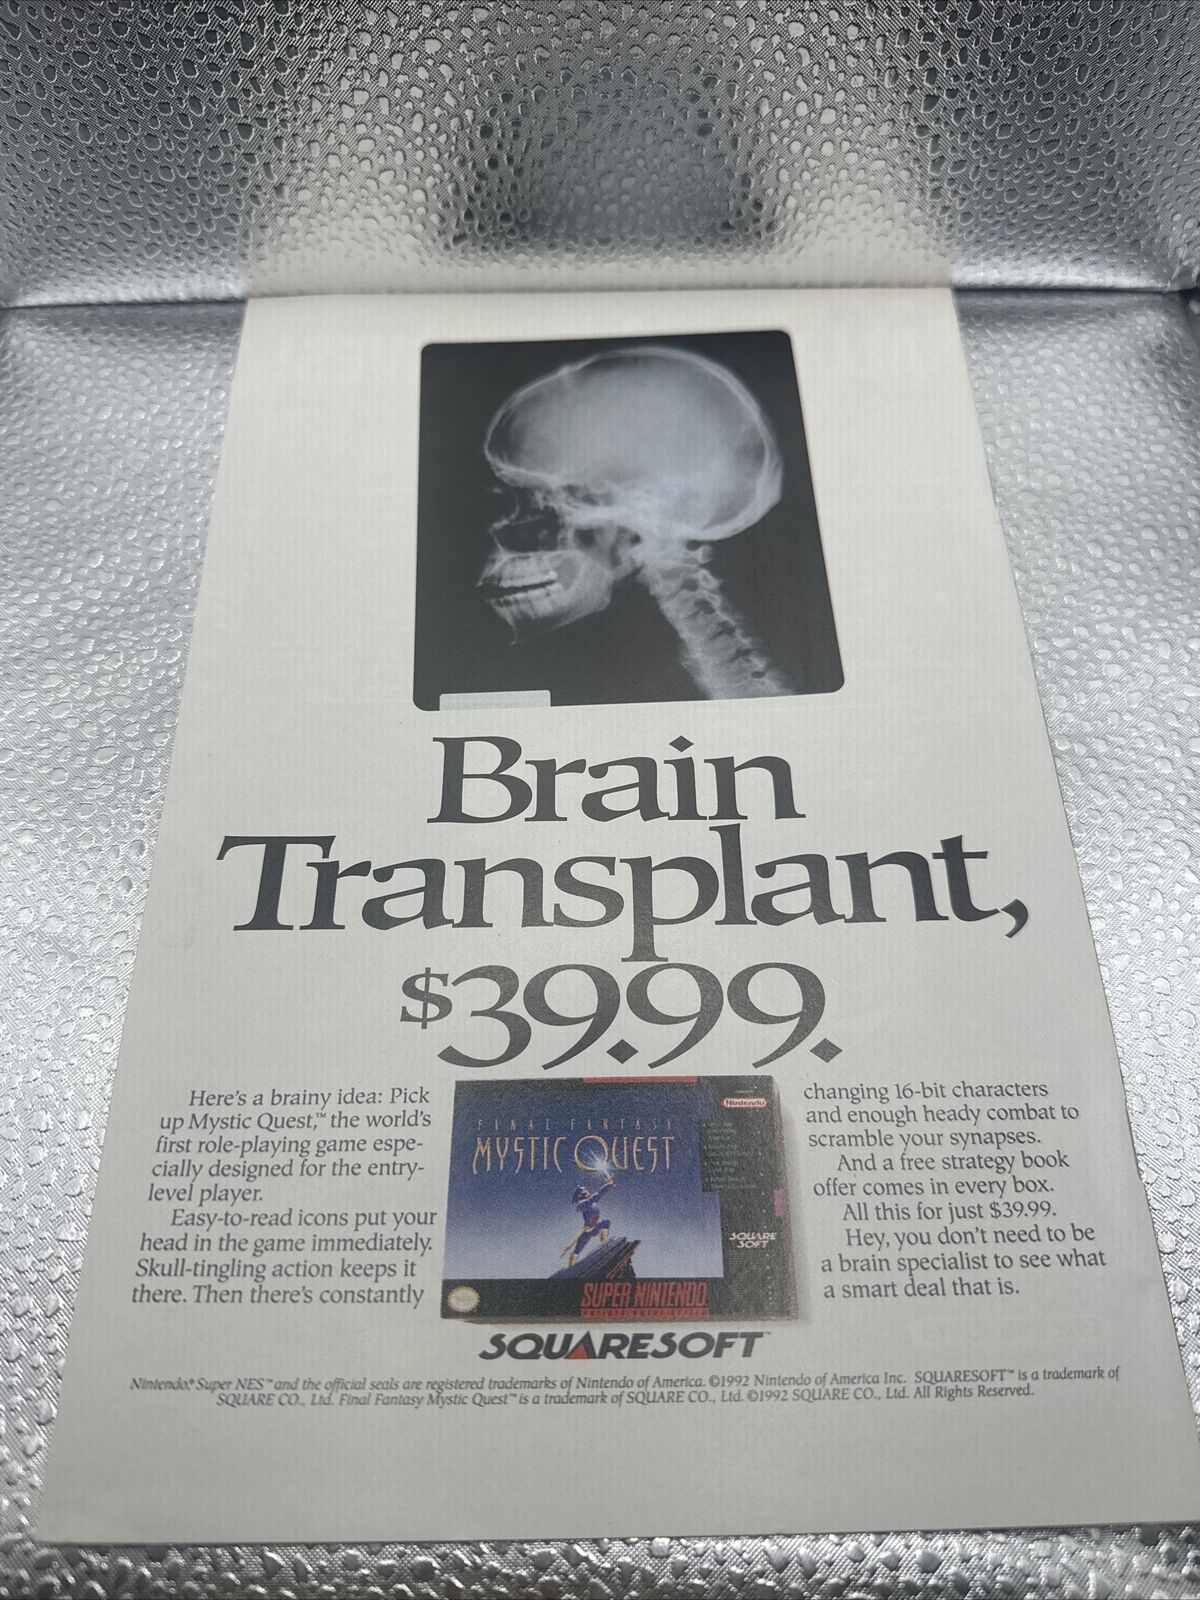 Brain
Transplant,
$39.99.
Here's a brainy idea: Pick
up Mystic Quest,™ the world's
first role-playing game espe-
cially designed for the entry-
level player.
Easy-to-read icons put your
head in the game immediately.
Skull-tingling action keeps it
there. Then there's constantly
Nintendo
FINAL FANTASY
MYSTIC QUEST
SQUARE
SOFT
SUPER NINTENDO
ENTERTAINMENT SYSTEM
changing 16-bit characters
and enough heady combat to
scramble your synapses.
And a free strategy book
offer comes in every box.
All this for just $39.99.
Hey, you don't need to be
a brain specialist to see what
a smart deal that is.
SQUARESOFT™
Nintendo,® Super NES™ and the official seals are registered trademarks of Nintendo of America. ©1992 Nintendo of America Inc. SQUARESOFT™ is a trademark of
SQUARE CO., Ltd. Final Fantasy Mystic Quest™ is a trademark of SQUARE CO., Ltd. ©1992 SQUARE CO., Ltd. All Rights Reserved.